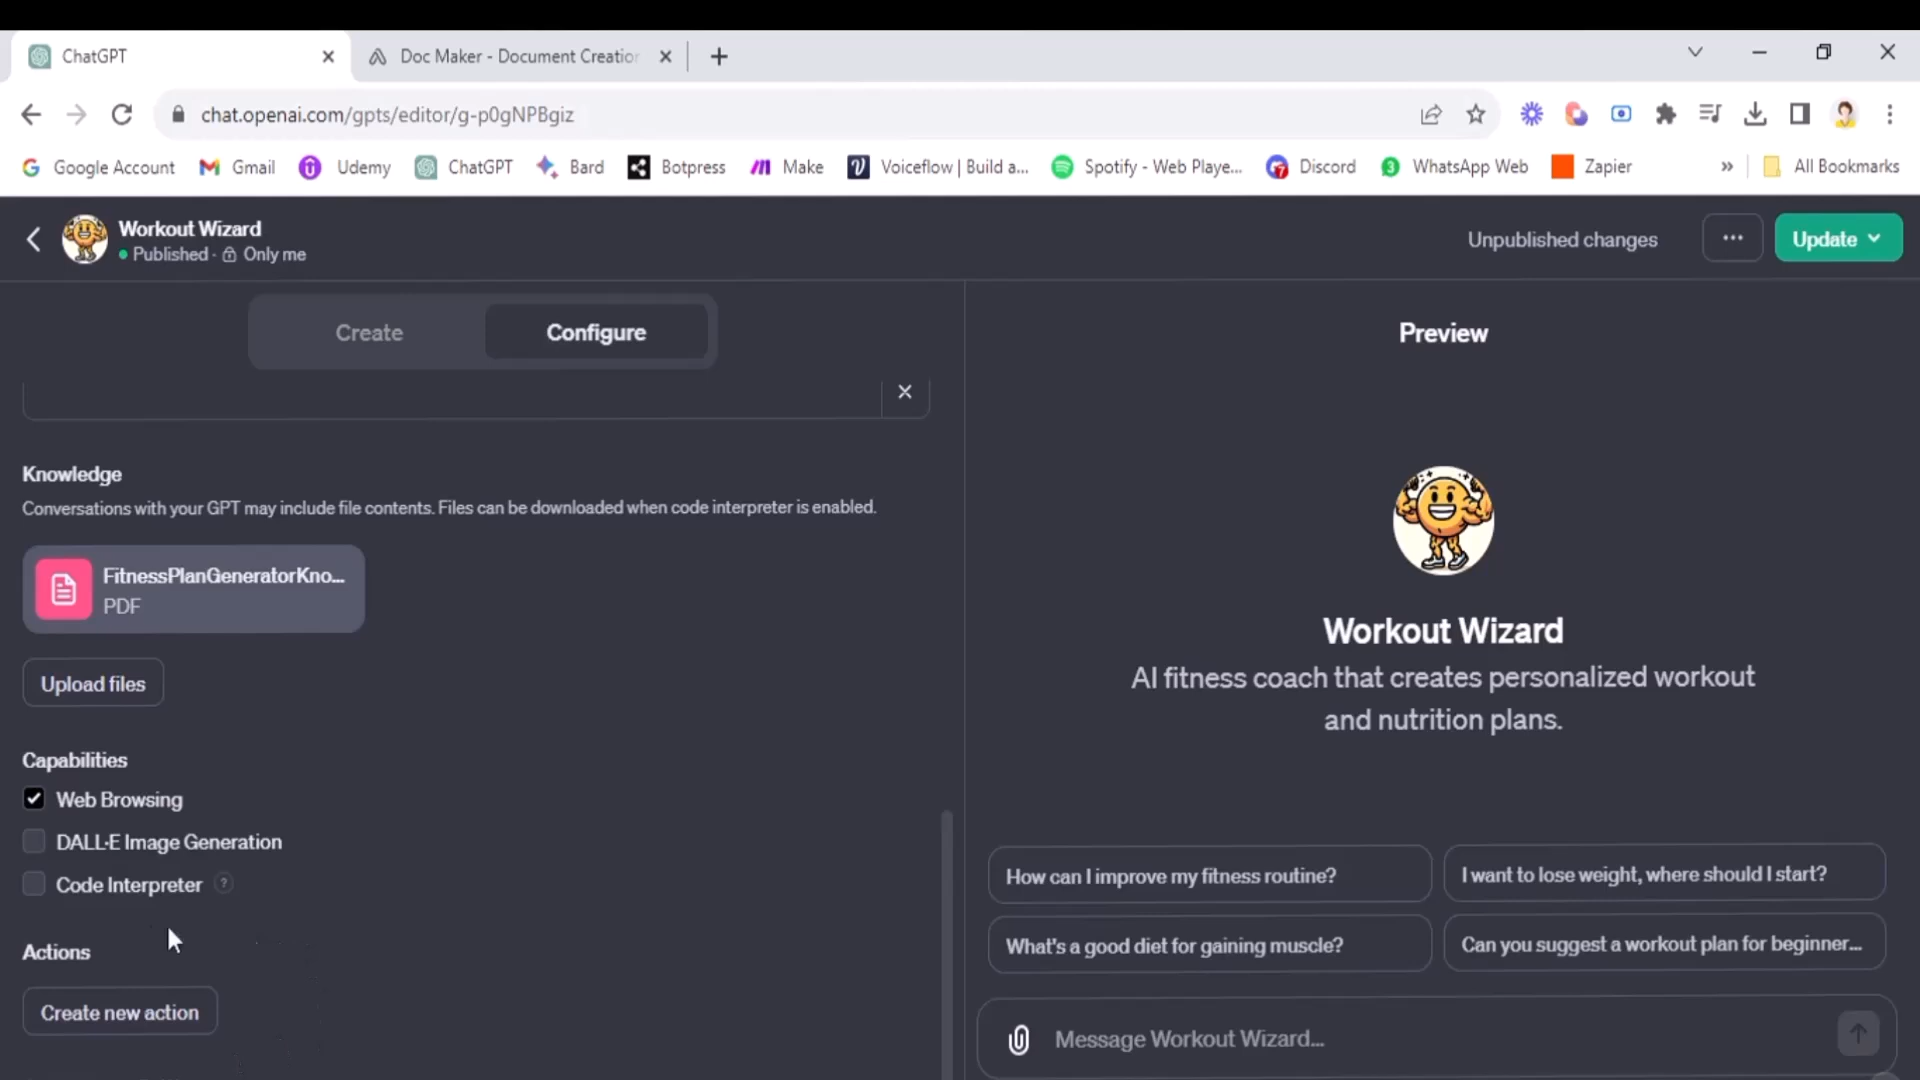 ChatGPT
Doc Maker - Document Creation
chat.openai.com/gpts/editor/g-p0gNPBgiz
Google Account
Gmail
Udemy
ChatGPT
Bard
Botpress
Make
Voiceflow | Build a...
Spotify - Web Playe...
7
Discord
3
WhatsApp Web
Zapier
»
All Bookmarks
Workout Wizard
Published · Only me
Unpublished changes
...
Update
Create
Configure
Knowledge
Conversations with your GPT may include file contents. Files can be downloaded when code interpreter is enabled.
FitnessPlanGeneratorKno...
PDF
Upload files
Capabilities
Web Browsing
DALL·E Image Generation
Code Interpreter ?
Actions
Create new action
Preview
Workout Wizard
AI fitness coach that creates personalized workout
and nutrition plans.
How can I improve my fitness routine?
I want to lose weight, where should I start?
What's a good diet for gaining muscle?
Can you suggest a workout plan for beginner...
Message Workout Wizard...